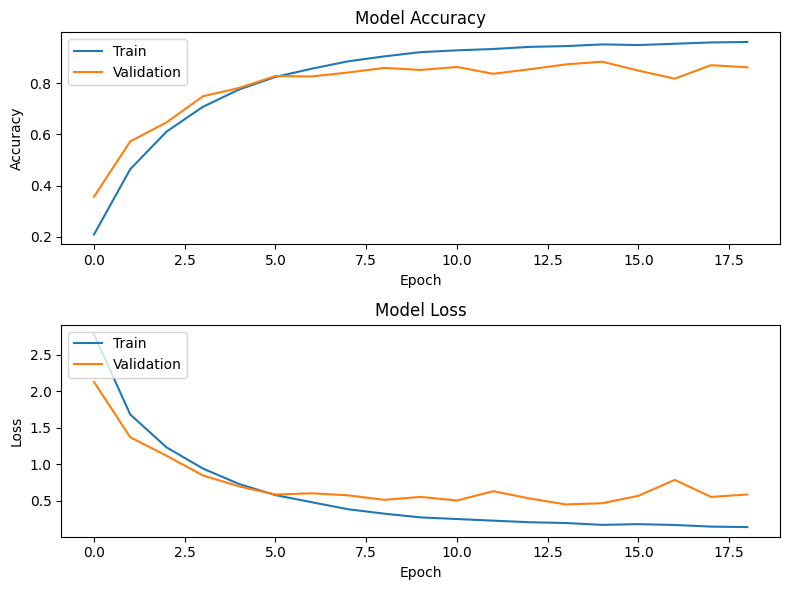 Model Accuracy
Train
Validation
0.8
0.6
0.4
0.2
Accuracy
0.0 2.5 5.0 7.5 10.0 12.5 15.0 17.5
Epoch
Model Loss
Train
Validation
2.5
2.0
1.5
1.0
0.5
Loss
0.0 2.5 5.0 7.5 10.0 12.5 15.0 17.5
Epoch